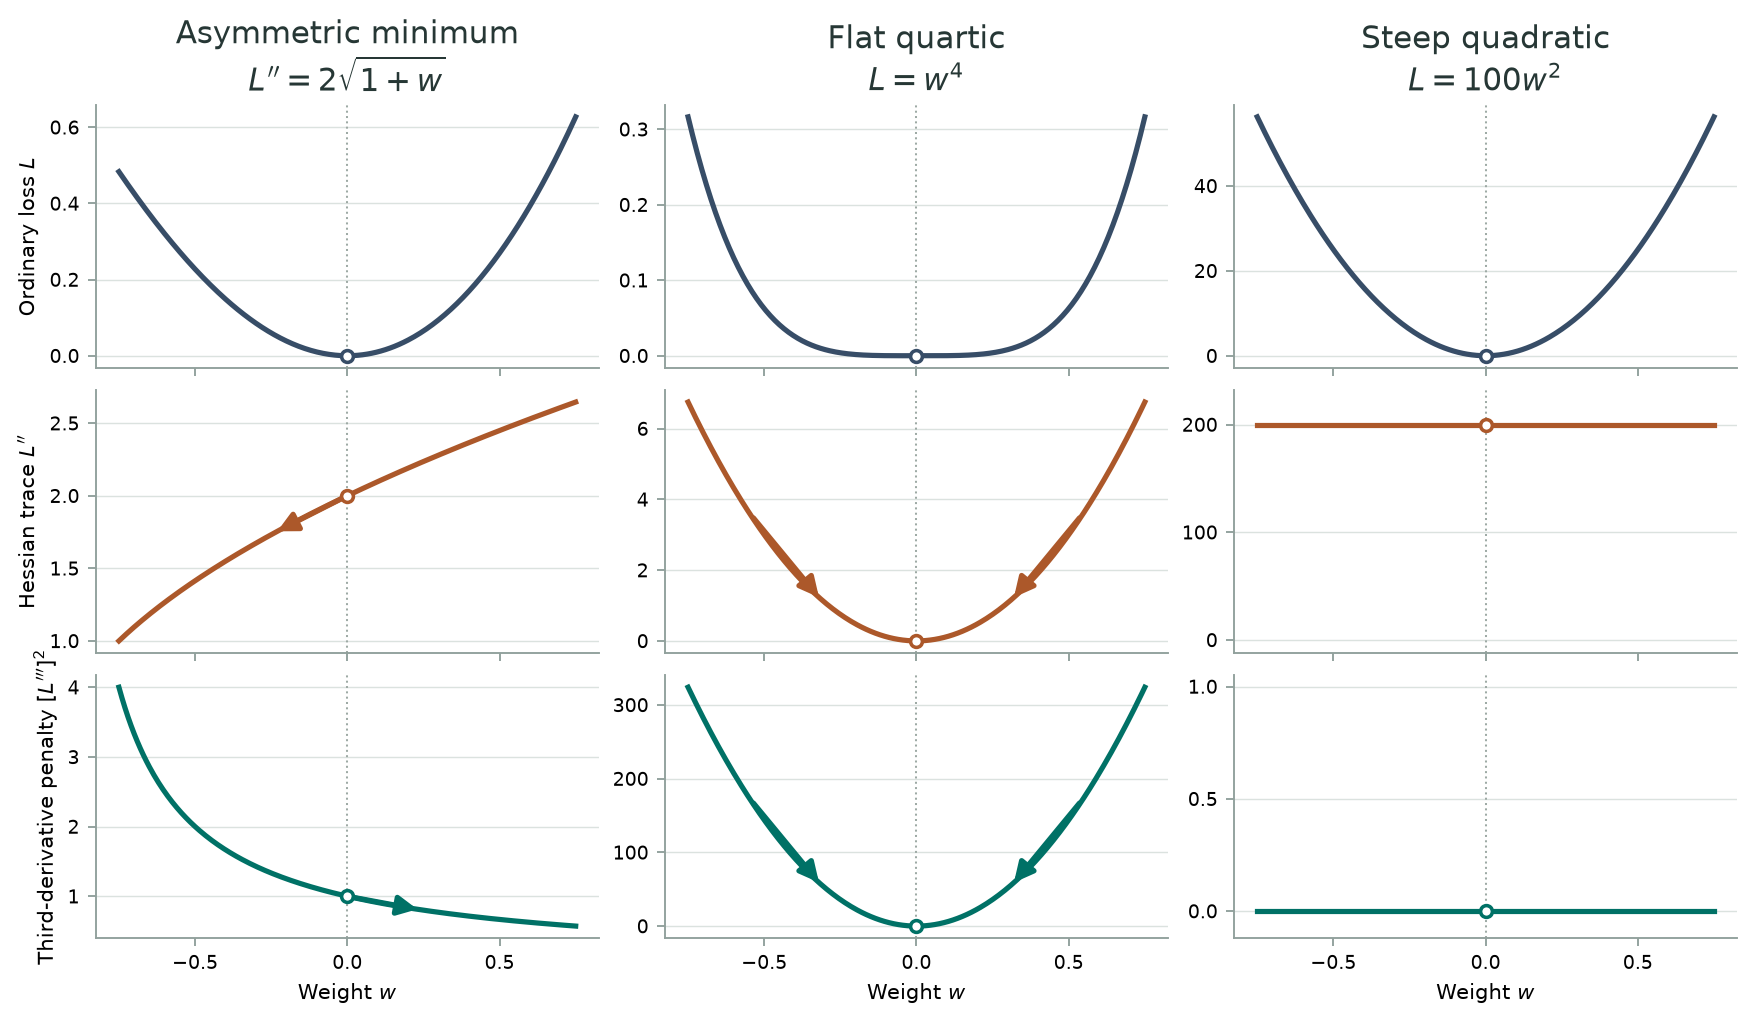 Asymmetric minimum
L″ = 2√1 + w
Flat quartic
L = w⁴
Steep quadratic
L = 100w²
Ordinary loss L
0.6
0.4
0.2
0.0
0.3
0.2
0.1
0.0
40
20
0
Hessian trace L″
2.5
2.0
1.5
1.0
6
4
2
0
200
100
0
Third-derivative penalty [L‴]²
4
3
2
1
−0.5 0.0 0.5
Weight w
300
200
100
0
−0.5 0.0 0.5
Weight w
1.0
0.5
0.0
−0.5 0.0 0.5
Weight w